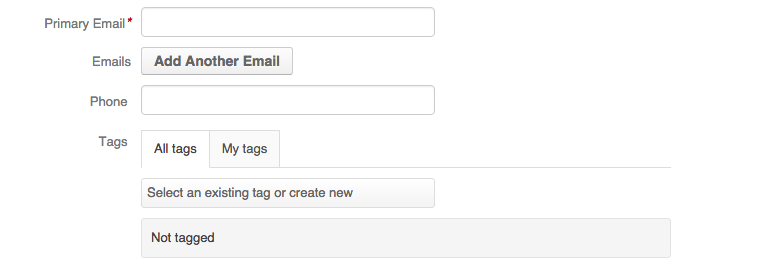 Primary Email*
Emails Add Another Email
Phone
Tags All tags My tags
Select an existing tag or create new
Not tagged